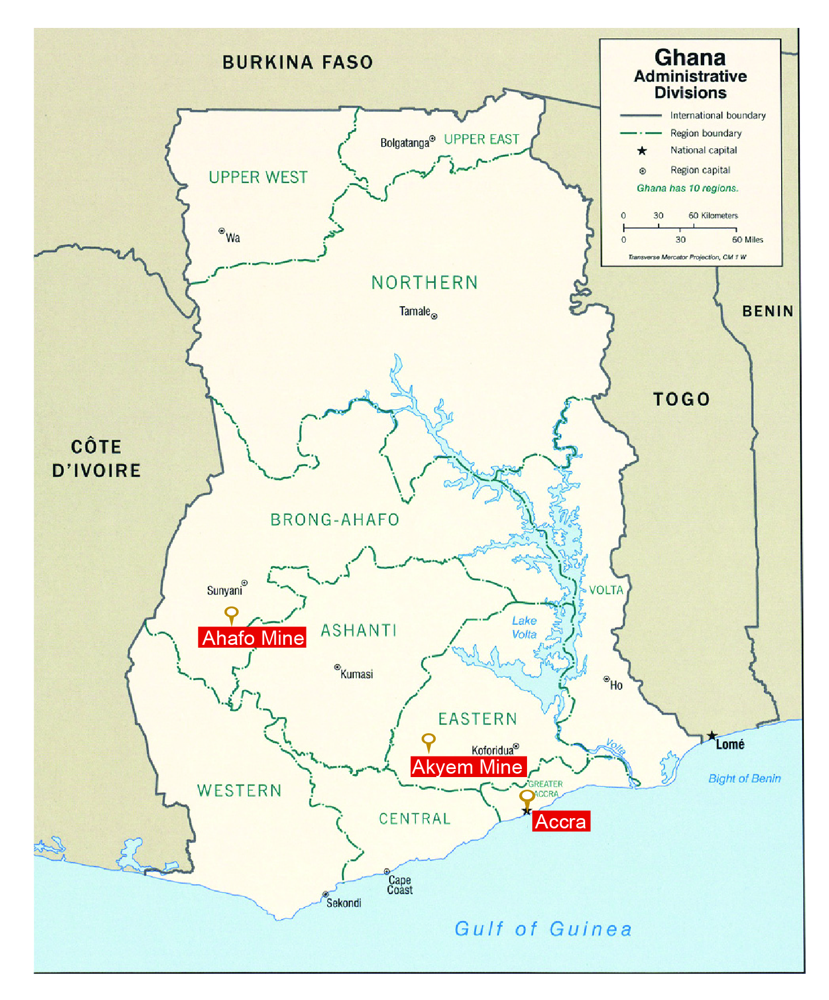 BURKINA FASO
Ghana
Administrative
Divisions
International boundary
Region boundary
National capital
Region capital
Ghana has 10 regions.
0 30 60 Kilometers
0 30 60 Miles
Transverse Mercator Projection, CM 1 W
Bolgatanga
UPPER EAST
UPPER WEST
Wa
NORTHERN
Tamale
BENIN
TOGO
CÔTE
D'IVOIRE
BRONG-AHAFO
Sunyani
VOLTA
Ahafo Mine
ASHANTI
Lake
Volta
Kumasi
Ho
EASTERN
Koforidua
Akyem Mine
Volta
Lomé
Bight of Benin
WESTERN
GREATER
ACCRA
CENTRAL
Accra
Cape
Coast
Sekondi
Gulf of Guinea